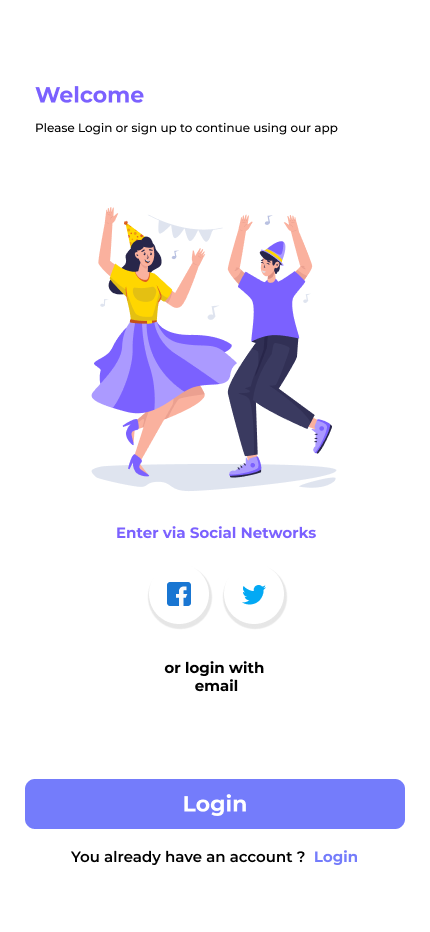 Welcome
Please Login or sign up to continue using our app
Enter via Social Networks
or login with
email
Login
You already have an account ? Login